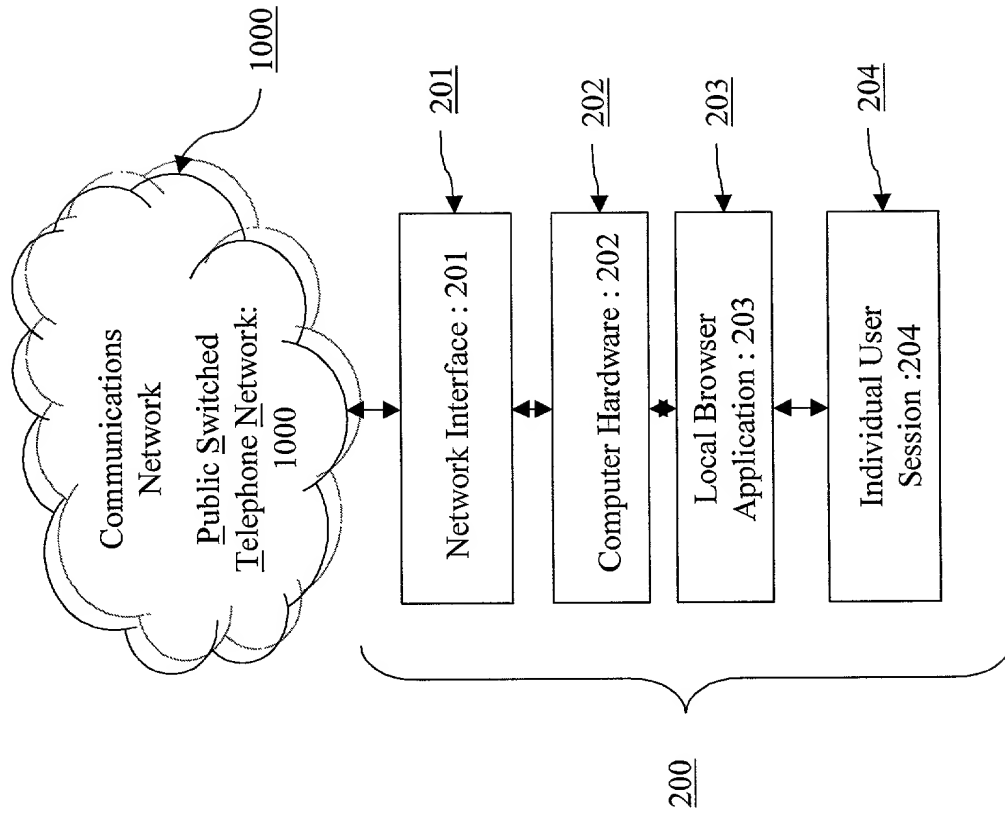 Communications
Network
Public Switched
Telephone Network:
1000
1000
Network Interface : 201
201
Computer Hardware : 202
202
Local Browser
Application : 203
203
Individual User
Session :204
204
200